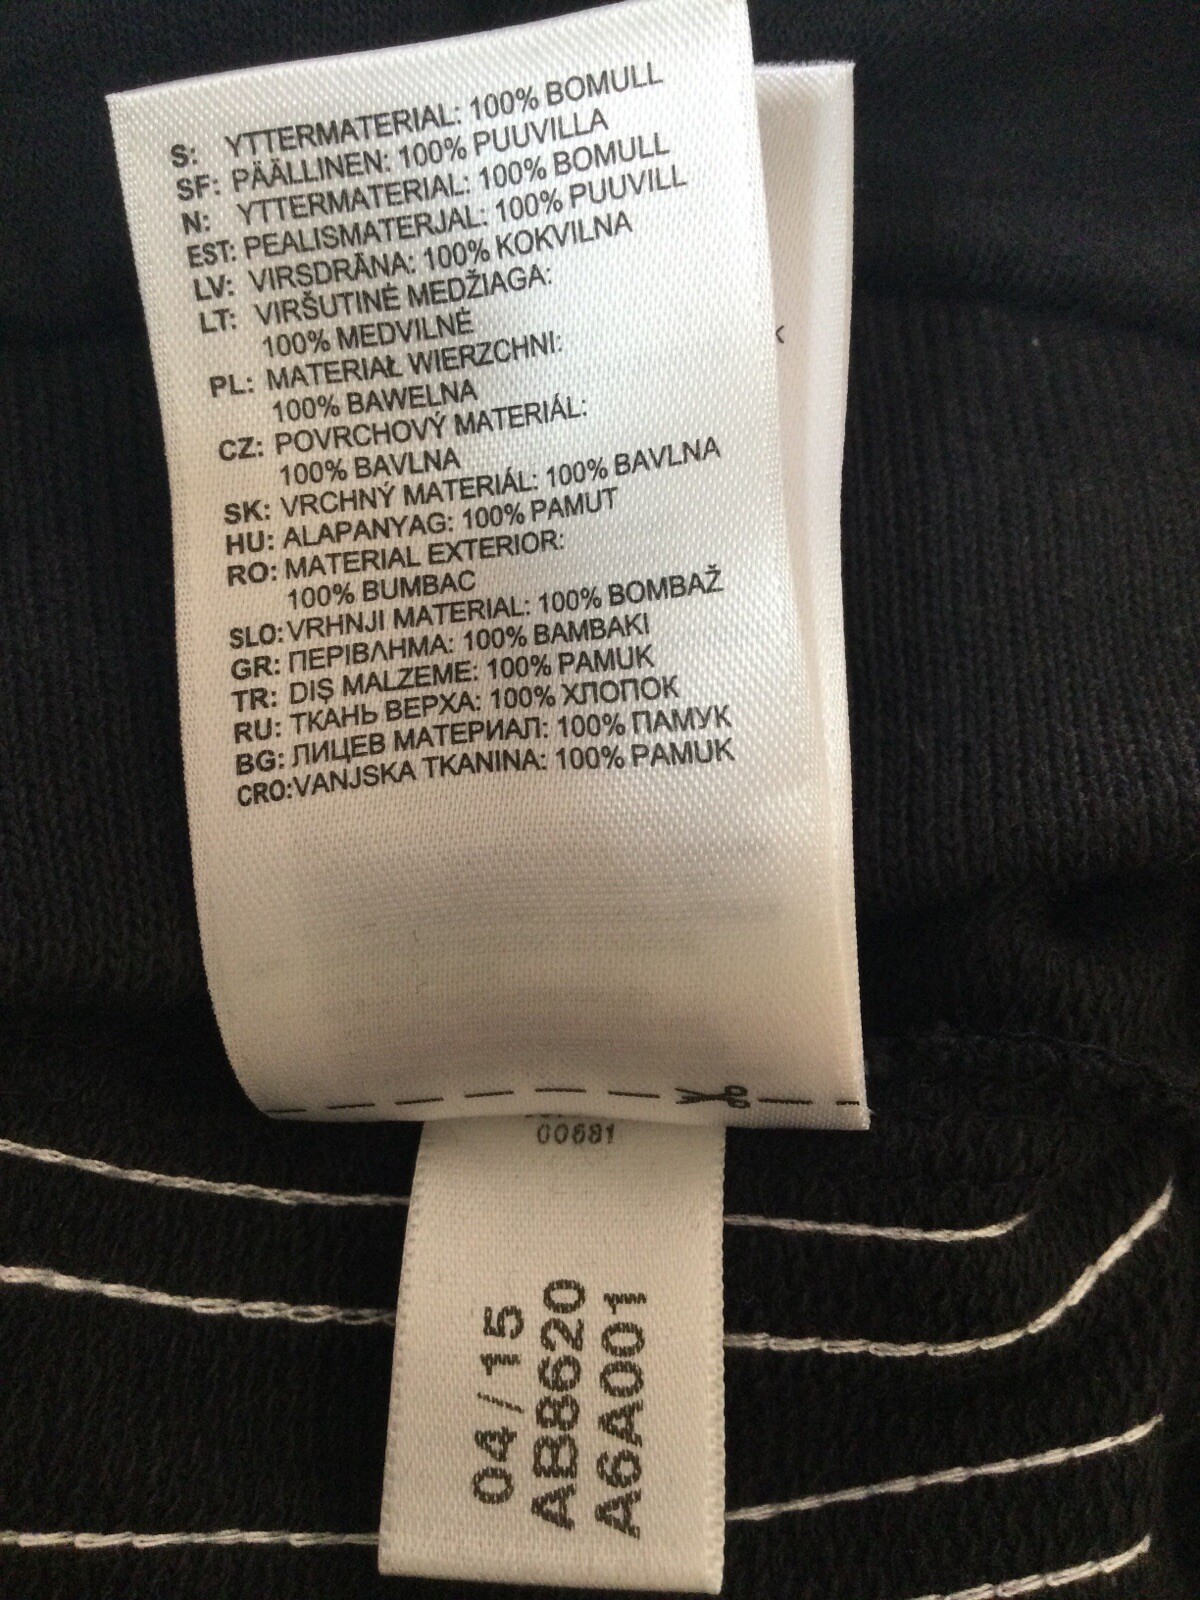 S: YTTERMATERIAL: 100% BOMULL
SF: PÄÄLLINEN: 100% PUUVILLA
N: YTTERMATERIAL: 100% BOMULL
EST: PEALISMATERJAL: 100% PUUVILL
LV: VIRSDRĀNA: 100% KOKVILNA
LT: VIRŠUTINĖ MEDŽIAGA:
100% MEDVILNĖ
PL: MATERIAŁ WIERZCHNI:
100% BAWELNA
CZ: POVRCHOVÝ MATERIÁL:
100% BAVLNA
SK: VRCHNÝ MATERIÁL: 100% BAVLNA
HU: ALAPANYAG: 100% PAMUT
RO: MATERIAL EXTERIOR:
100% BUMBAC
SLO: VRHNJI MATERIAL: 100% BOMBAŽ
GR: ΠΕΡΙΒΛΗΜΑ: 100% ΒΑΜΒΑΚΙ
TR: DIŞ MALZEME: 100% PAMUK
RU: ТКАНЬ ВЕРХА: 100% ХЛОПОК
BG: ЛИЦЕВ МАТЕРИАЛ: 100% ПАМУК
CRO: VANJSKA TKANINA: 100% PAMUK
K
00681
04/15
AB8620
A6A001